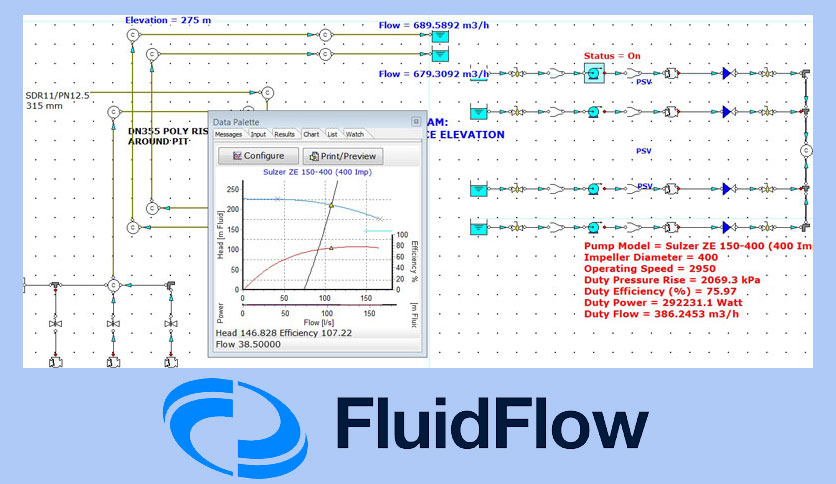 Elevation = 275 m
Flow = 689.5892 m3/h
Status = On
Flow = 679.3092 m3/h
PSV
SDR11/PN12.5
315 mm
DN355 POLY RIS
AROUND PIT
AM:
CE ELEVATION
PSV
PSV
Data Palette
Messages Input Results Chart List Watch
Configure Print/Preview
Sulzer ZE 150-400 (400 Imp)
Head [m Fluid]
250
200
150
100
50
0
100
80
60
40
20
0
Efficiency %
0 50 100 150
Power
Flow [l/s]
[m Fluid
Head 146.828 Efficiency 107.22
Flow 38.50000
Pump Model = Sulzer ZE 150-400 (400 Im
Impeller Diameter = 400
Operating Speed = 2950
Duty Pressure Rise = 2069.3 kPa
Duty Efficiency (%) = 75.97
Duty Power = 292231.1 Watt
Duty Flow = 386.2453 m3/h
C
C
C
C
C
C
C
C
C
C
FluidFlow